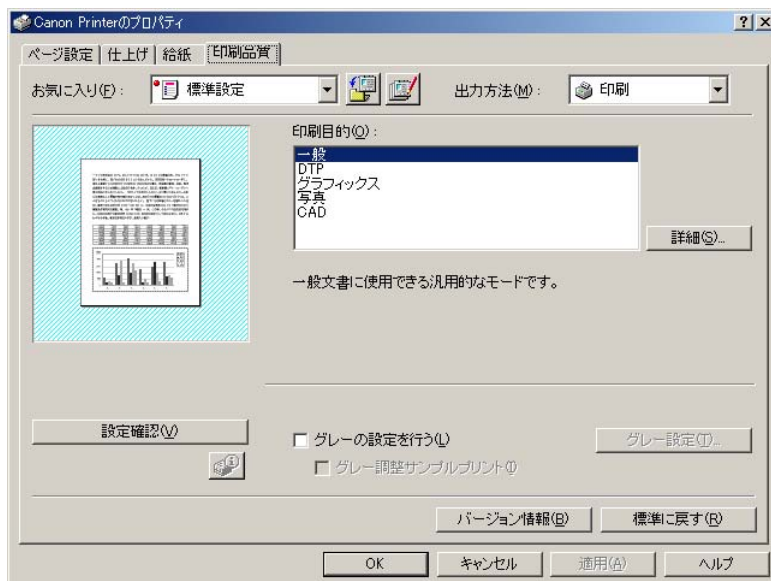 Canon Printerのプロパティ
ページ設定 仕上げ 給紙 印刷品質
お気に入り(F): 標準設定 出力方法(M): 印刷
印刷目的(O):
一般
DTP
グラフィックス
写真
CAD
詳細(S)...
一般文書に使用できる汎用的なモードです。
設定確認(V)
グレーの設定を行う(L) グレー設定(T)...
グレー調整サンプルプリント(I)
バージョン情報(B) 標準に戻す(R)
OK キャンセル 適用(A) ヘルプ